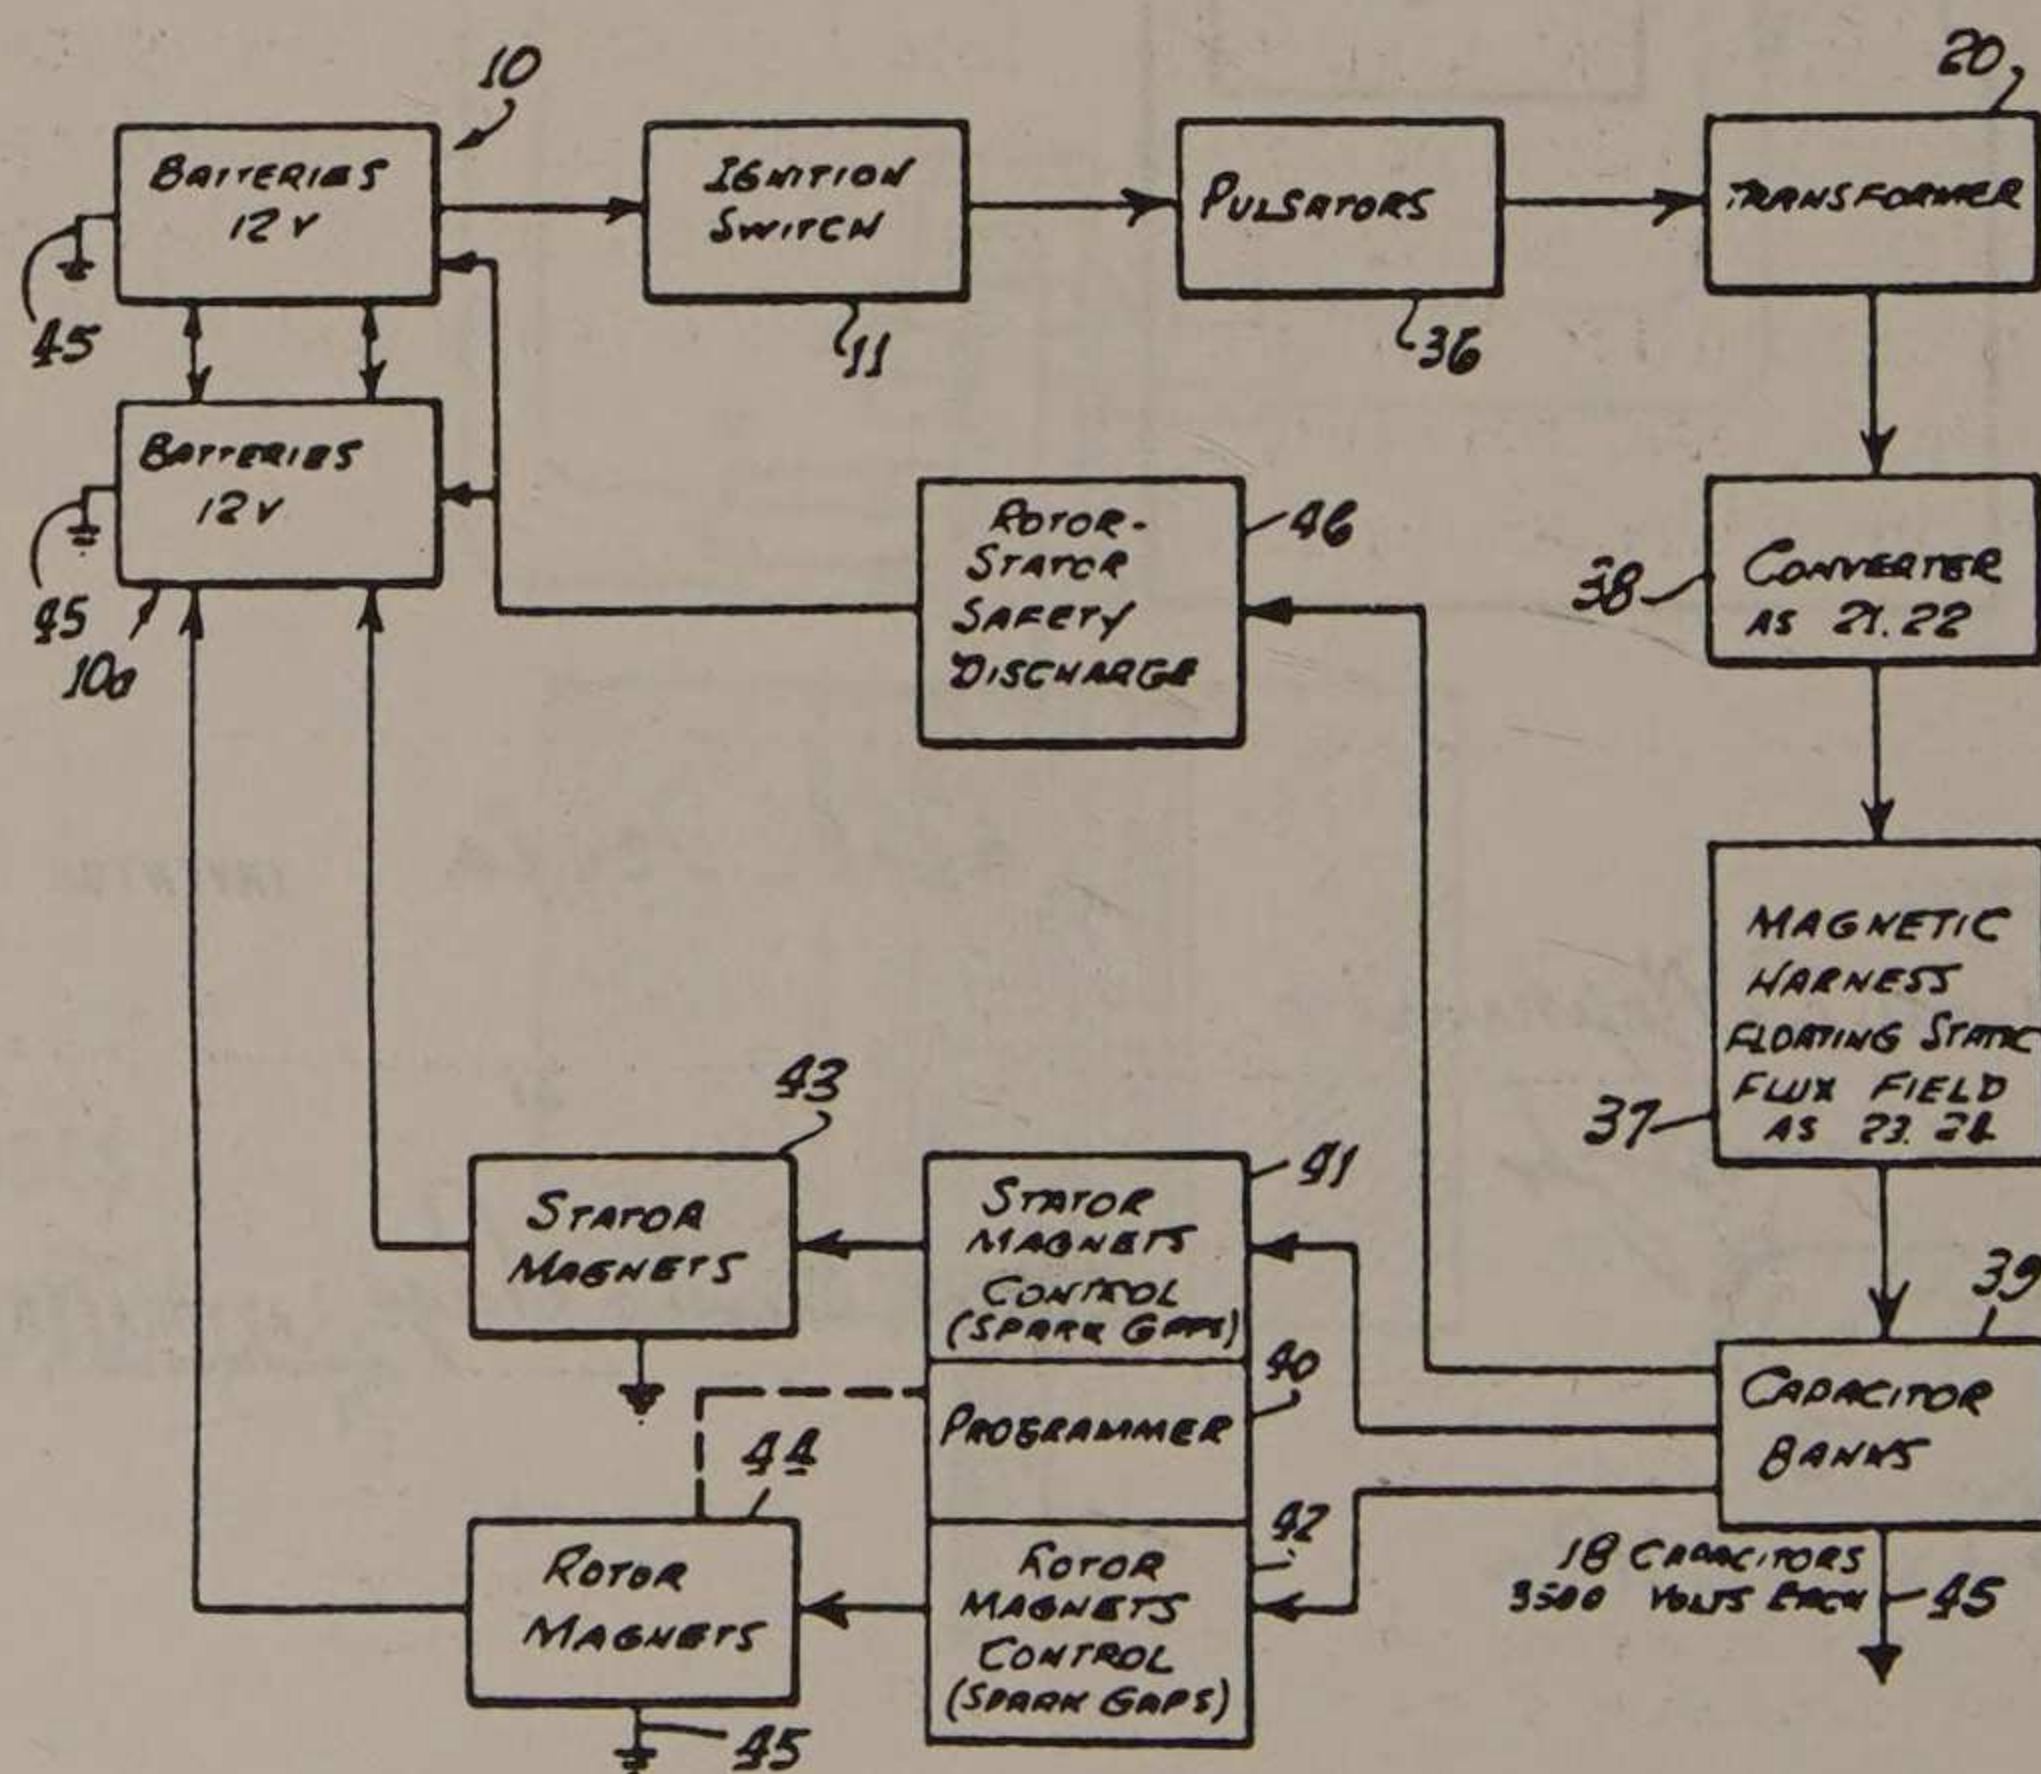 10
20
BATTERIES
12 V
IGNITION
SWITCH
PULSATORS
TRANSFORMER
45
11
36
BATTERIES
12 V
45
10a
ROTOR-
STATOR
SAFETY
DISCHARGE
46
38
CONVERTER
AS 21.22
MAGNETIC
HARNESS
FLOATING STATIC
FLUX FIELD
AS 23.24
37
43
41
STATOR
MAGNETS
STATOR
MAGNETS
CONTROL
(SPARK GAPS)
39
40
PROGRAMMER
CAPACITOR
BANKS
44
42
ROTOR
MAGNETS
ROTOR
MAGNETS
CONTROL
(SPARK GAPS)
18 CAPACITORS
3500 VOLTS EACH
45
45